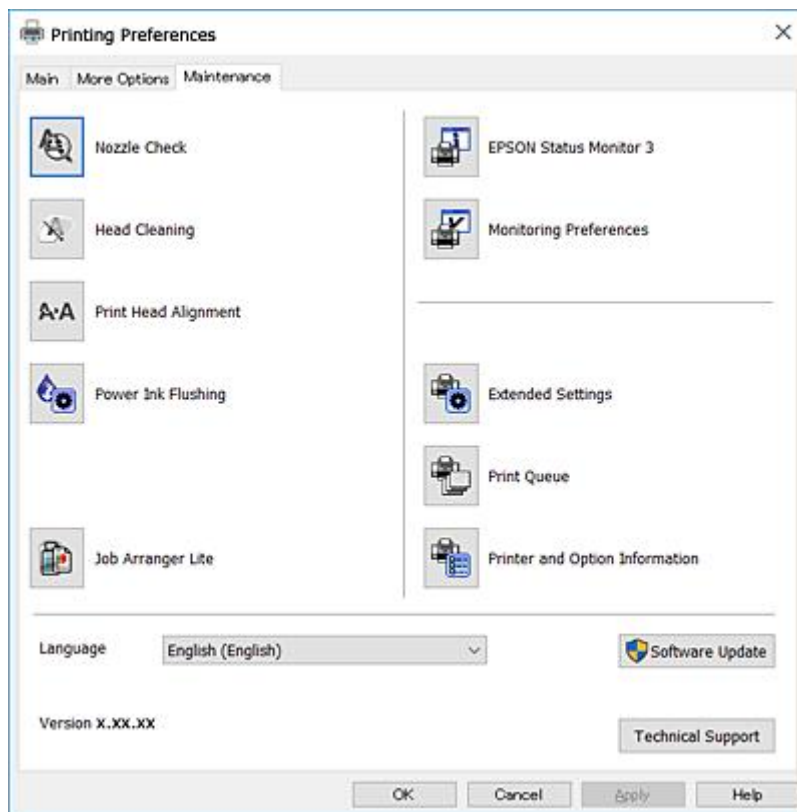 Printing Preferences
Main More Options Maintenance
Nozzle Check
EPSON Status Monitor 3
Head Cleaning
Monitoring Preferences
A·A Print Head Alignment
Power Ink Flushing
Extended Settings
Print Queue
Job Arranger Lite
Printer and Option Information
Language English (English) Software Update
Version x.xx.xx
Technical Support
OK Cancel Apply Help